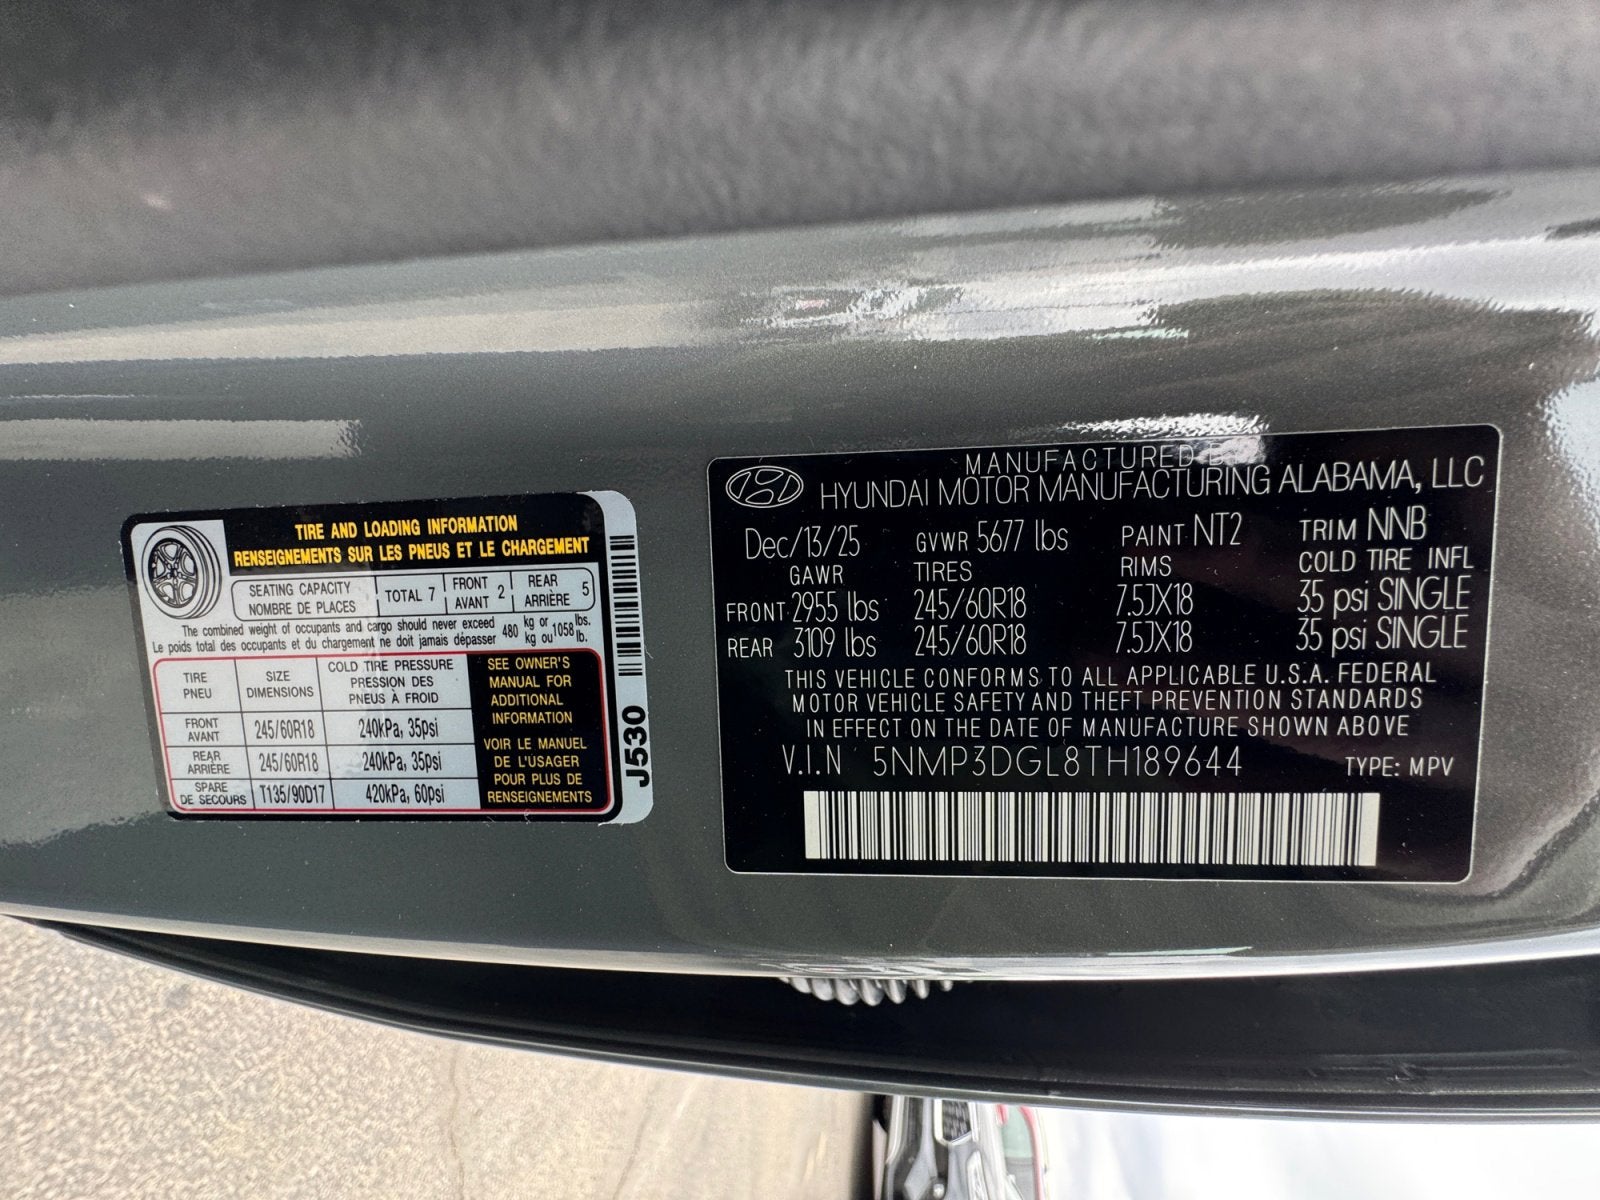 TIRE AND LOADING INFORMATION
RENSEIGNEMENTS SUR LES PNEUS ET LE CHARGEMENT
SEATING CAPACITY
NOMBRE DE PLACES
TOTAL 7
FRONT
AVANT 2
REAR
ARRIÈRE 5
The combined weight of occupants and cargo should never exceed
Le poids total des occupants et du chargement ne doit jamais dépasser
480 kg or 1058 lbs.
kg ou lb.
TIRE
PNEU
SIZE
DIMENSIONS
COLD TIRE PRESSURE
PRESSION DES
PNEUS À FROID
FRONT
AVANT
245/60R18
240kPa, 35psi
REAR
ARRIÈRE
245/60R18
240kPa, 35psi
SPARE
DE SECOURS
T135/90D17
420kPa, 60psi
SEE OWNER'S
MANUAL FOR
ADDITIONAL
INFORMATION
VOIR LE MANUEL
DE L'USAGER
POUR PLUS DE
RENSEIGNEMENTS
J530
MANUFACTURED
HYUNDAI MOTOR MANUFACTURING ALABAMA, LLC
Dec/13/25 GVWR 5677 lbs PAINT NT2 TRIM NNB
GAWR TIRES RIMS COLD TIRE INFL
FRONT 2955 lbs 245/60R18 7.5JX18 35 psi SINGLE
REAR 3109 lbs 245/60R18 7.5JX18 35 psi SINGLE
THIS VEHICLE CONFORMS TO ALL APPLICABLE U.S.A. FEDERAL
MOTOR VEHICLE SAFETY AND THEFT PREVENTION STANDARDS
IN EFFECT ON THE DATE OF MANUFACTURE SHOWN ABOVE
V.I.N 5NMP3DGL8TH189644 TYPE: MPV